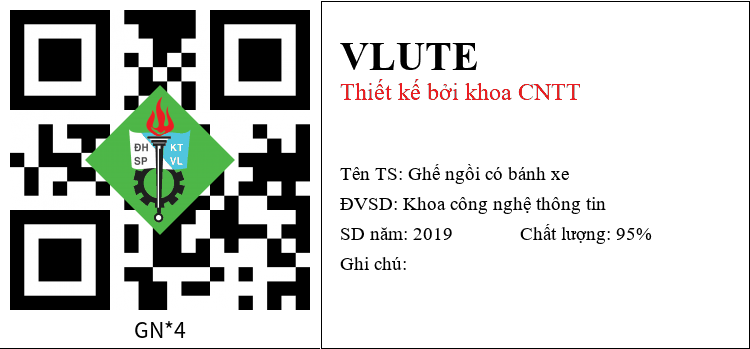 ĐH KT
SP VL
GN*4
VLUTE
Thiết kế bởi khoa CNTT
Tên TS: Ghế ngồi có bánh xe
ĐVSD: Khoa công nghệ thông tin
SD năm: 2019 Chất lượng: 95%
Ghi chú: